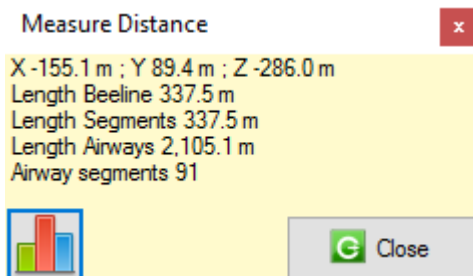 Measure Distance
x
X -155.1 m ; Y 89.4 m ; Z -286.0 m
Length Beeline 337.5 m
Length Segments 337.5 m
Length Airways 2,105.1 m
Airway segments 91
Close